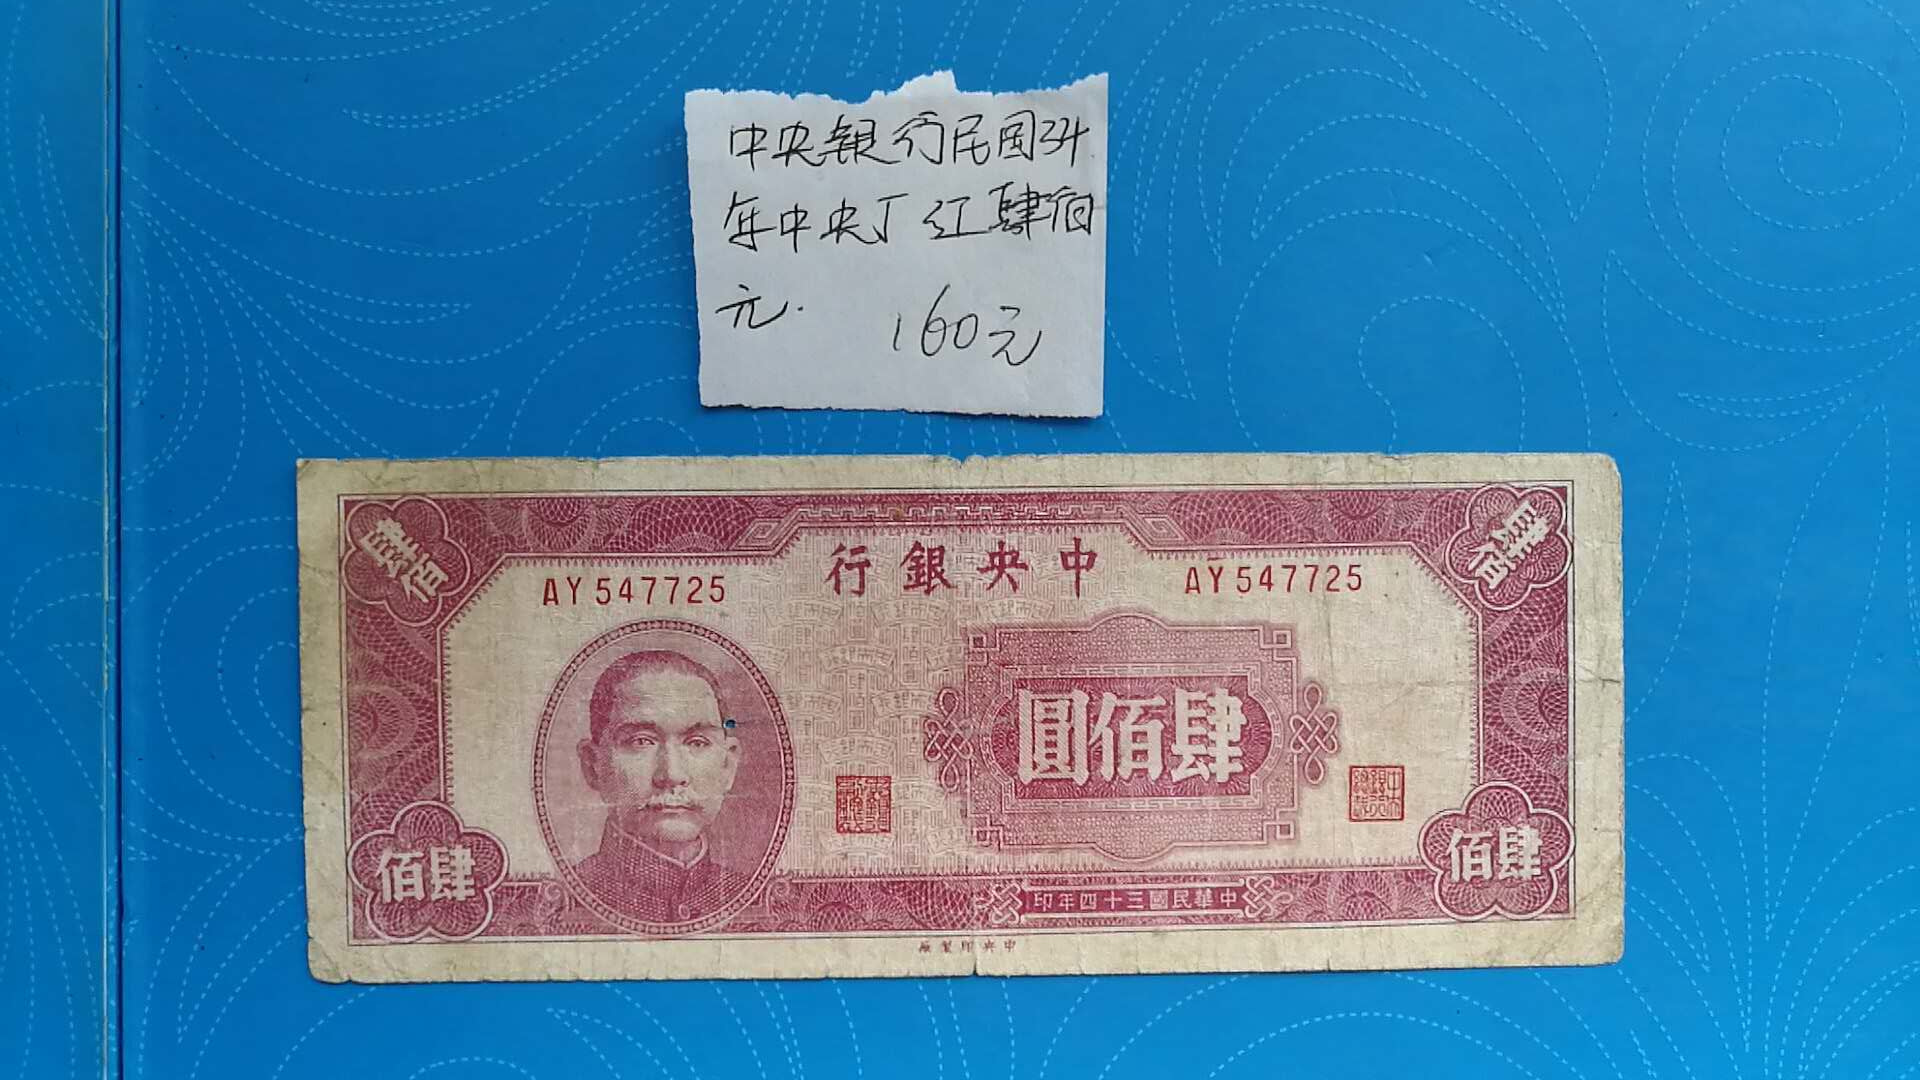 中央银行民国34
年中央丁红肆佰
元. 160元
肆佰
肆佰
中央銀行
AY547725
AY547725
肆佰圓
肆佰
肆佰
中華民國三十四年印
中央印製廠